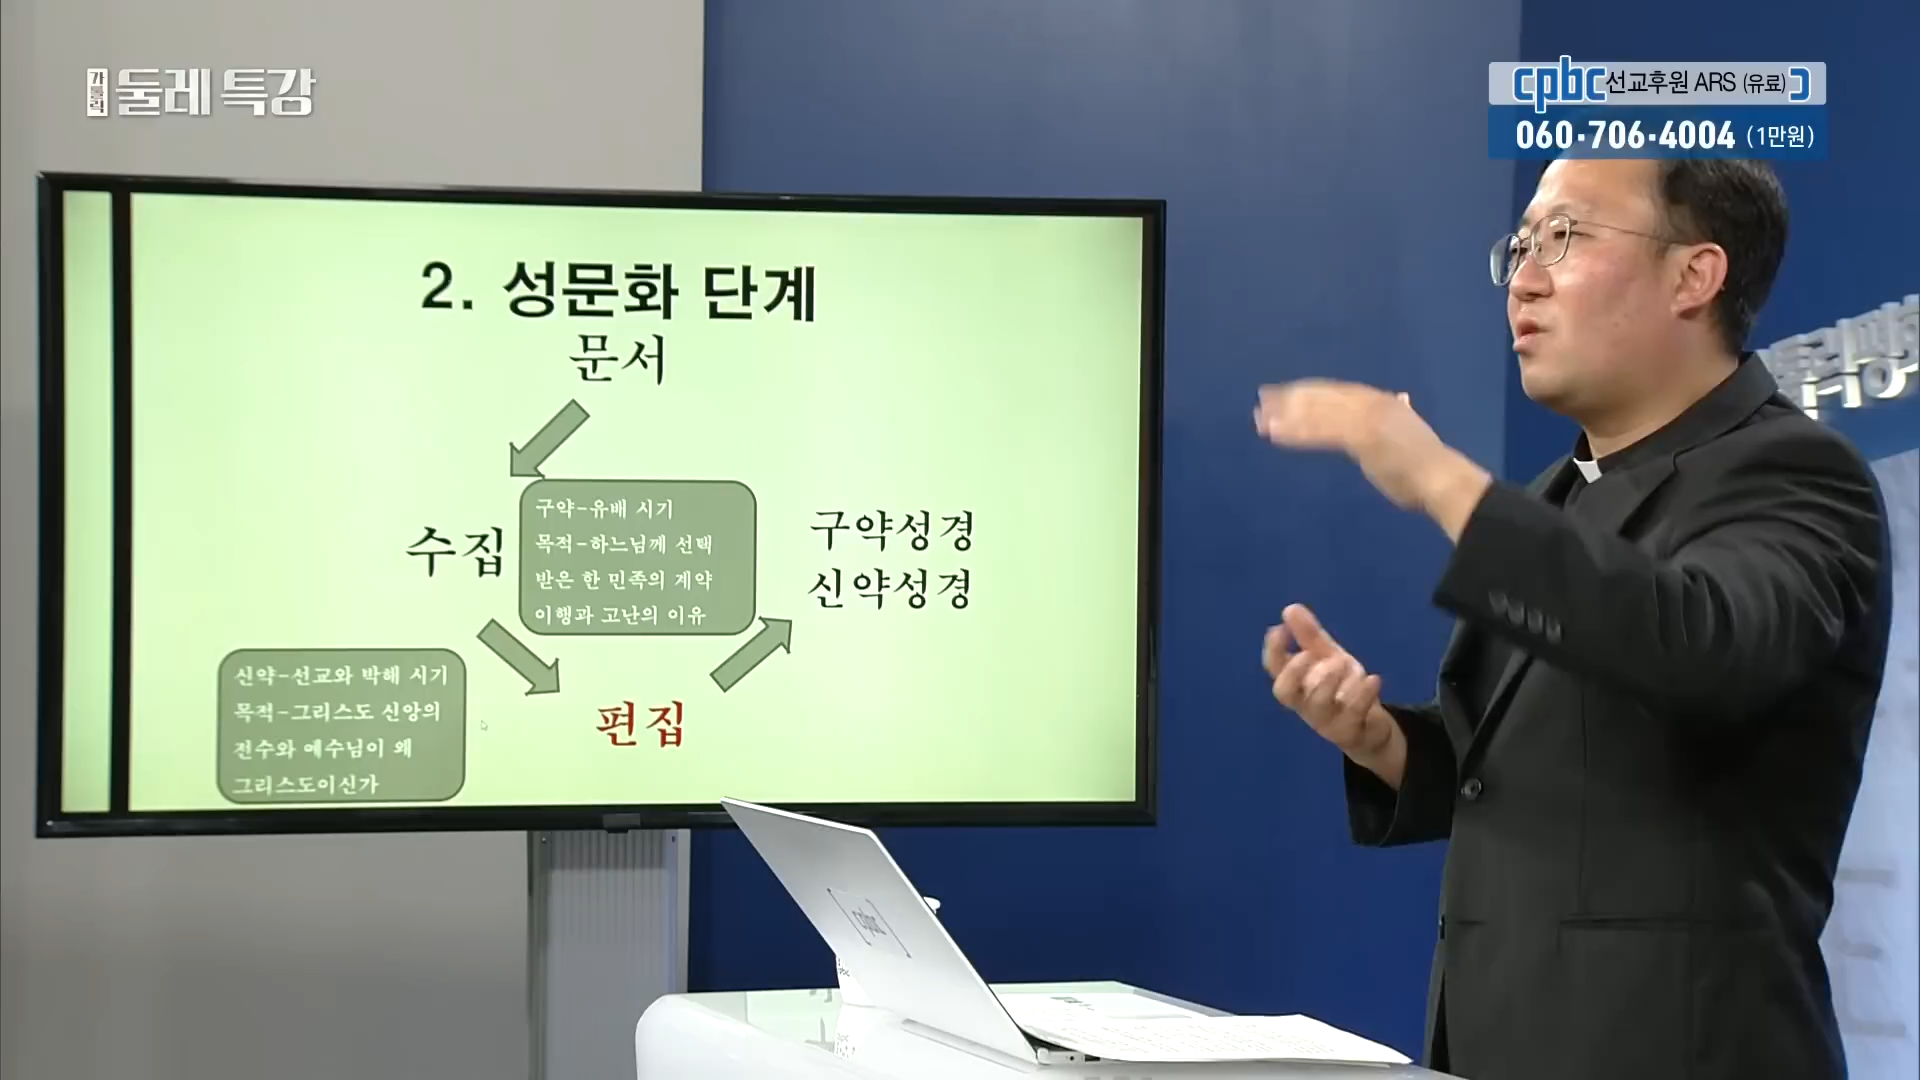 가톨릭
둘레 특강
cpbc 선교후원 ARS (유료)
060·706·4004 (1만원)
2. 성문화 단계
문서
구약-유배 시기
목적-하느님께 선택
받은 한 민족의 계약
이행과 고난의 이유
수집
구약성경
신약성경
신약-선교와 박해 시기
목적-그리스도 신앙의
전수와 예수님이 왜
그리스도이신가
편집
cpbc